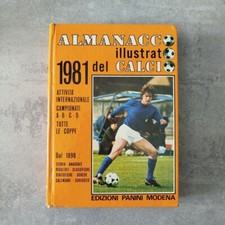 ALMANACCO
illustrato
1981 del CALCIO
ATTIVITÀ
INTERNAZIONALE
CAMPIONATI
A B C D
TUTTE
LE COPPE
Dal 1898
EDIZIONI PANINI MODENA